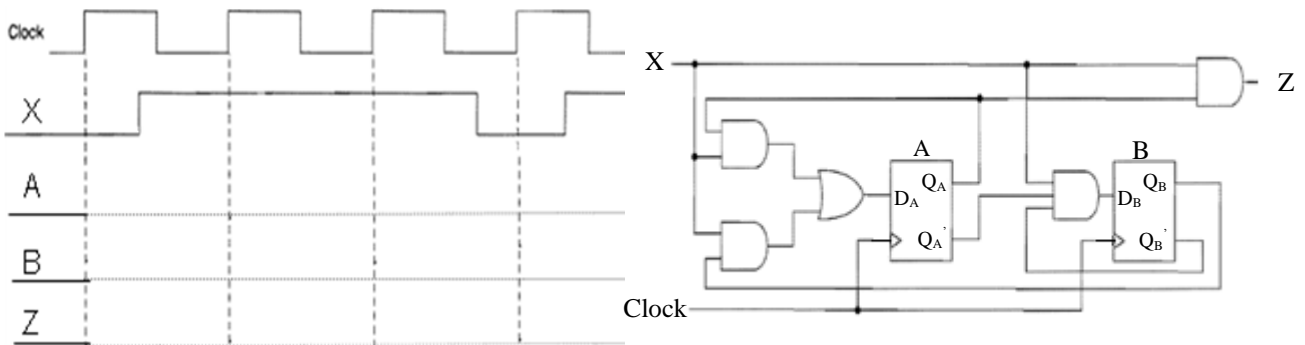 Clock
X
A
B
Z
X
Z
A
B
D_A
Q_A
Q_A'
D_B
Q_B
Q_B'
Clock